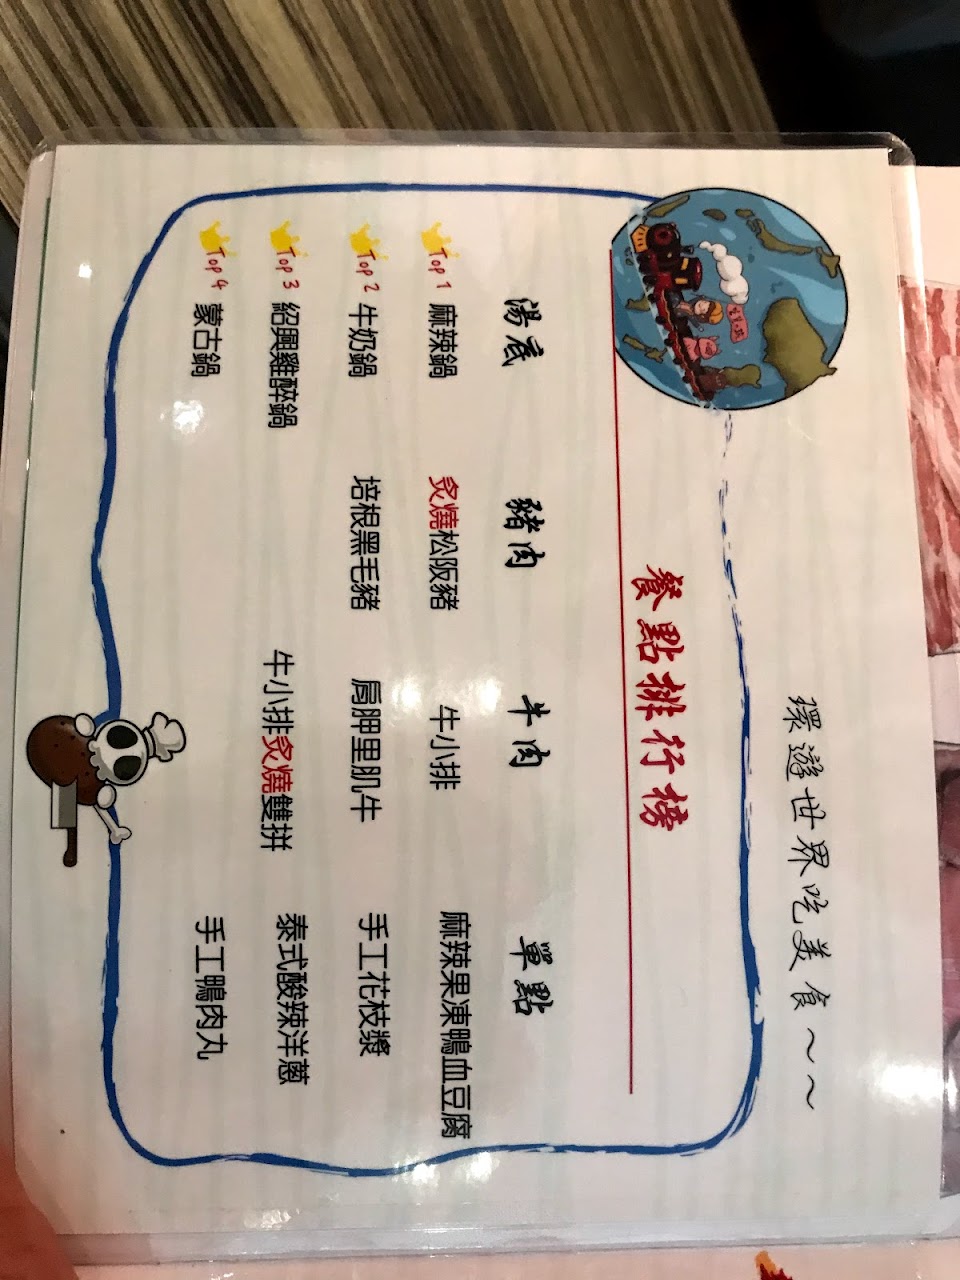 環遊世界吃美食～～
餐點排行榜
湯底 豬肉 牛肉 單點
Top 1 麻辣鍋 炙燒松阪豬 牛小排 麻辣果凍鴨血豆腐
Top 2 牛奶鍋 培根黑毛豬 肩胛里肌牛 手工花枝漿
Top 3 紹興雞醉鍋 牛小排炙燒雙拼 泰式酸辣洋蔥
Top 4 蒙古鍋 手工鴨肉丸